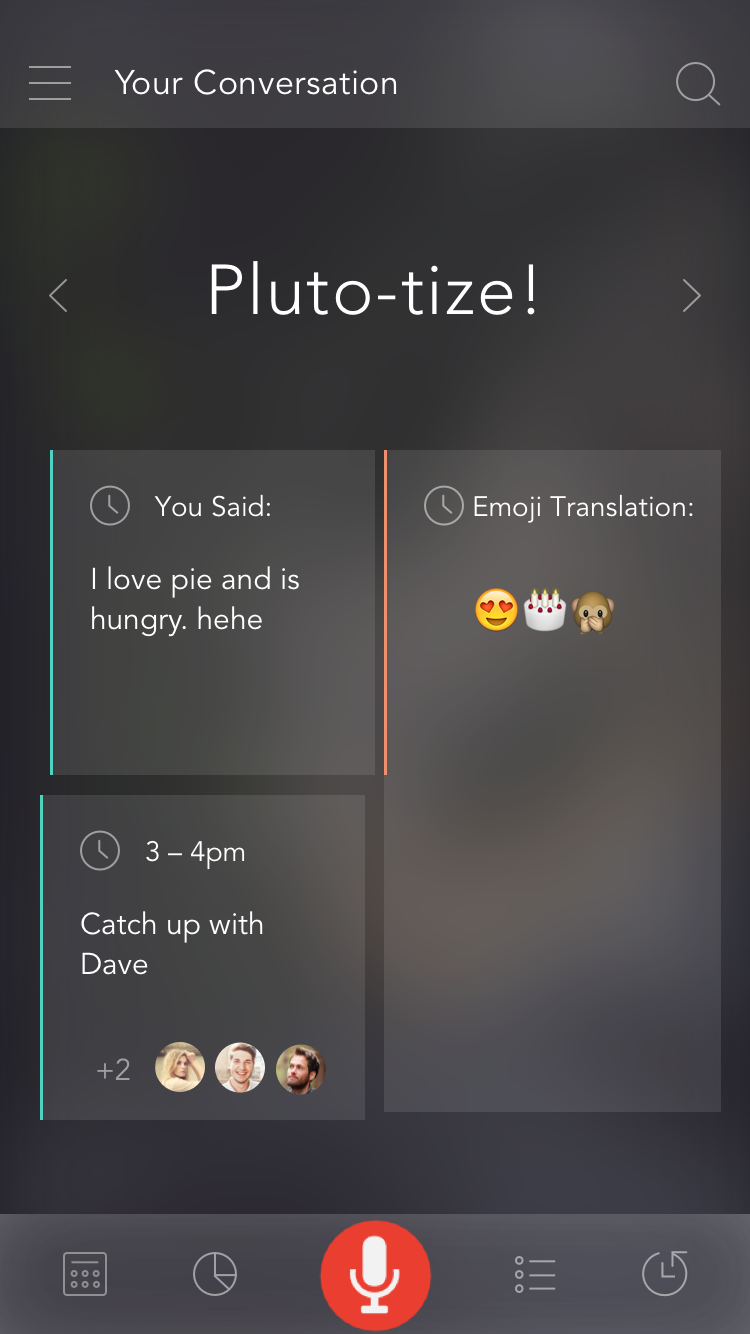 Your Conversation
Pluto-tize!
You Said:
I love pie and is
hungry. hehe
Emoji Translation:
😍🎂🙊
3 – 4pm
Catch up with
Dave
+2